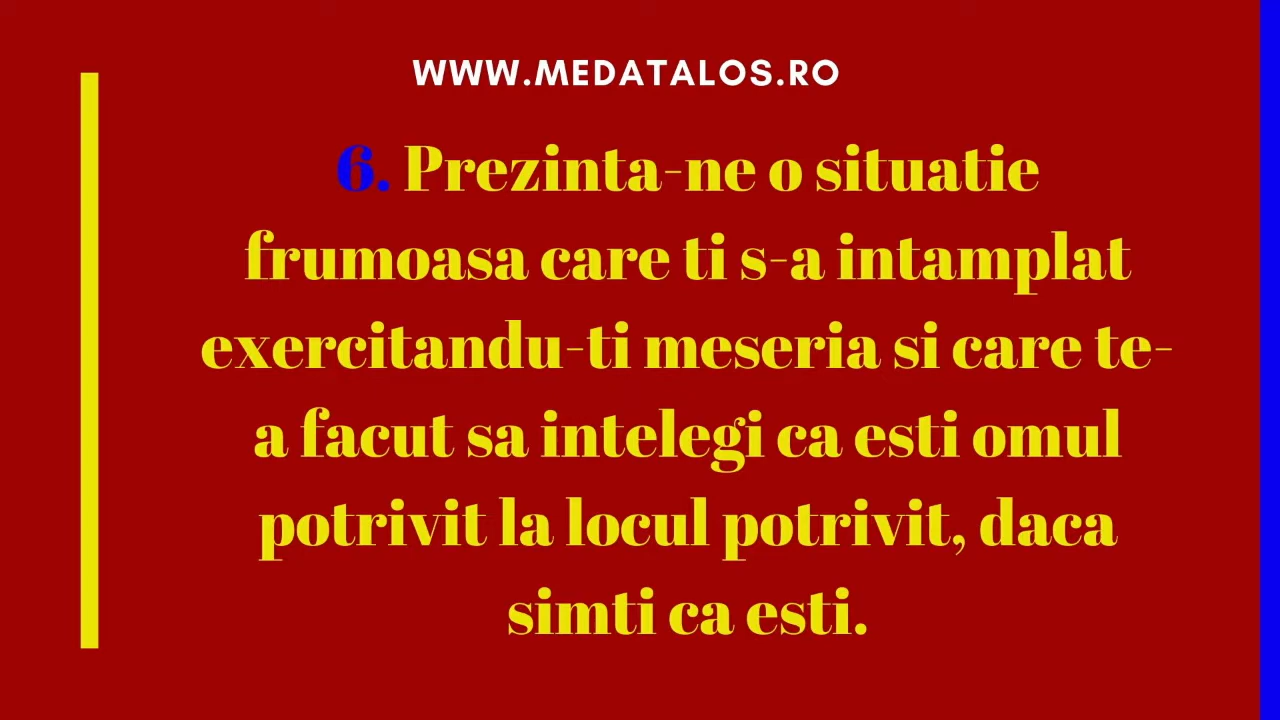 WWW.MEDATALOS.RO
6. Prezinta-ne o situatie
frumoasa care ti s-a intamplat
exercitandu-ti meseria si care te-
a facut sa intelegi ca esti omul
potrivit la locul potrivit, daca
simti ca esti.